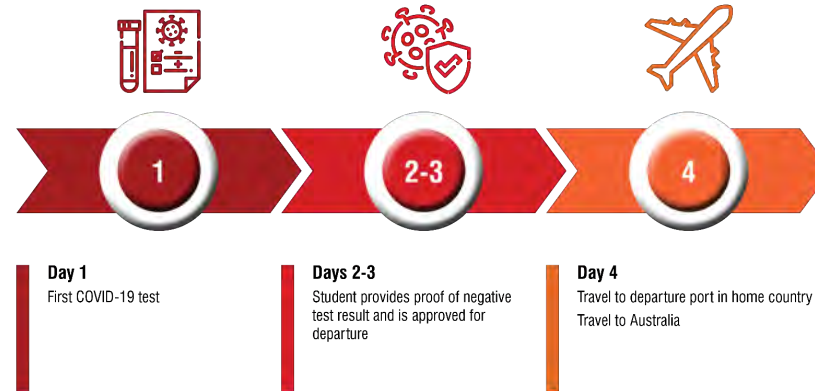 1
2-3
4
Day 1
First COVID-19 test
Days 2-3
Student provides proof of negative
test result and is approved for
departure
Day 4
Travel to departure port in home country
Travel to Australia